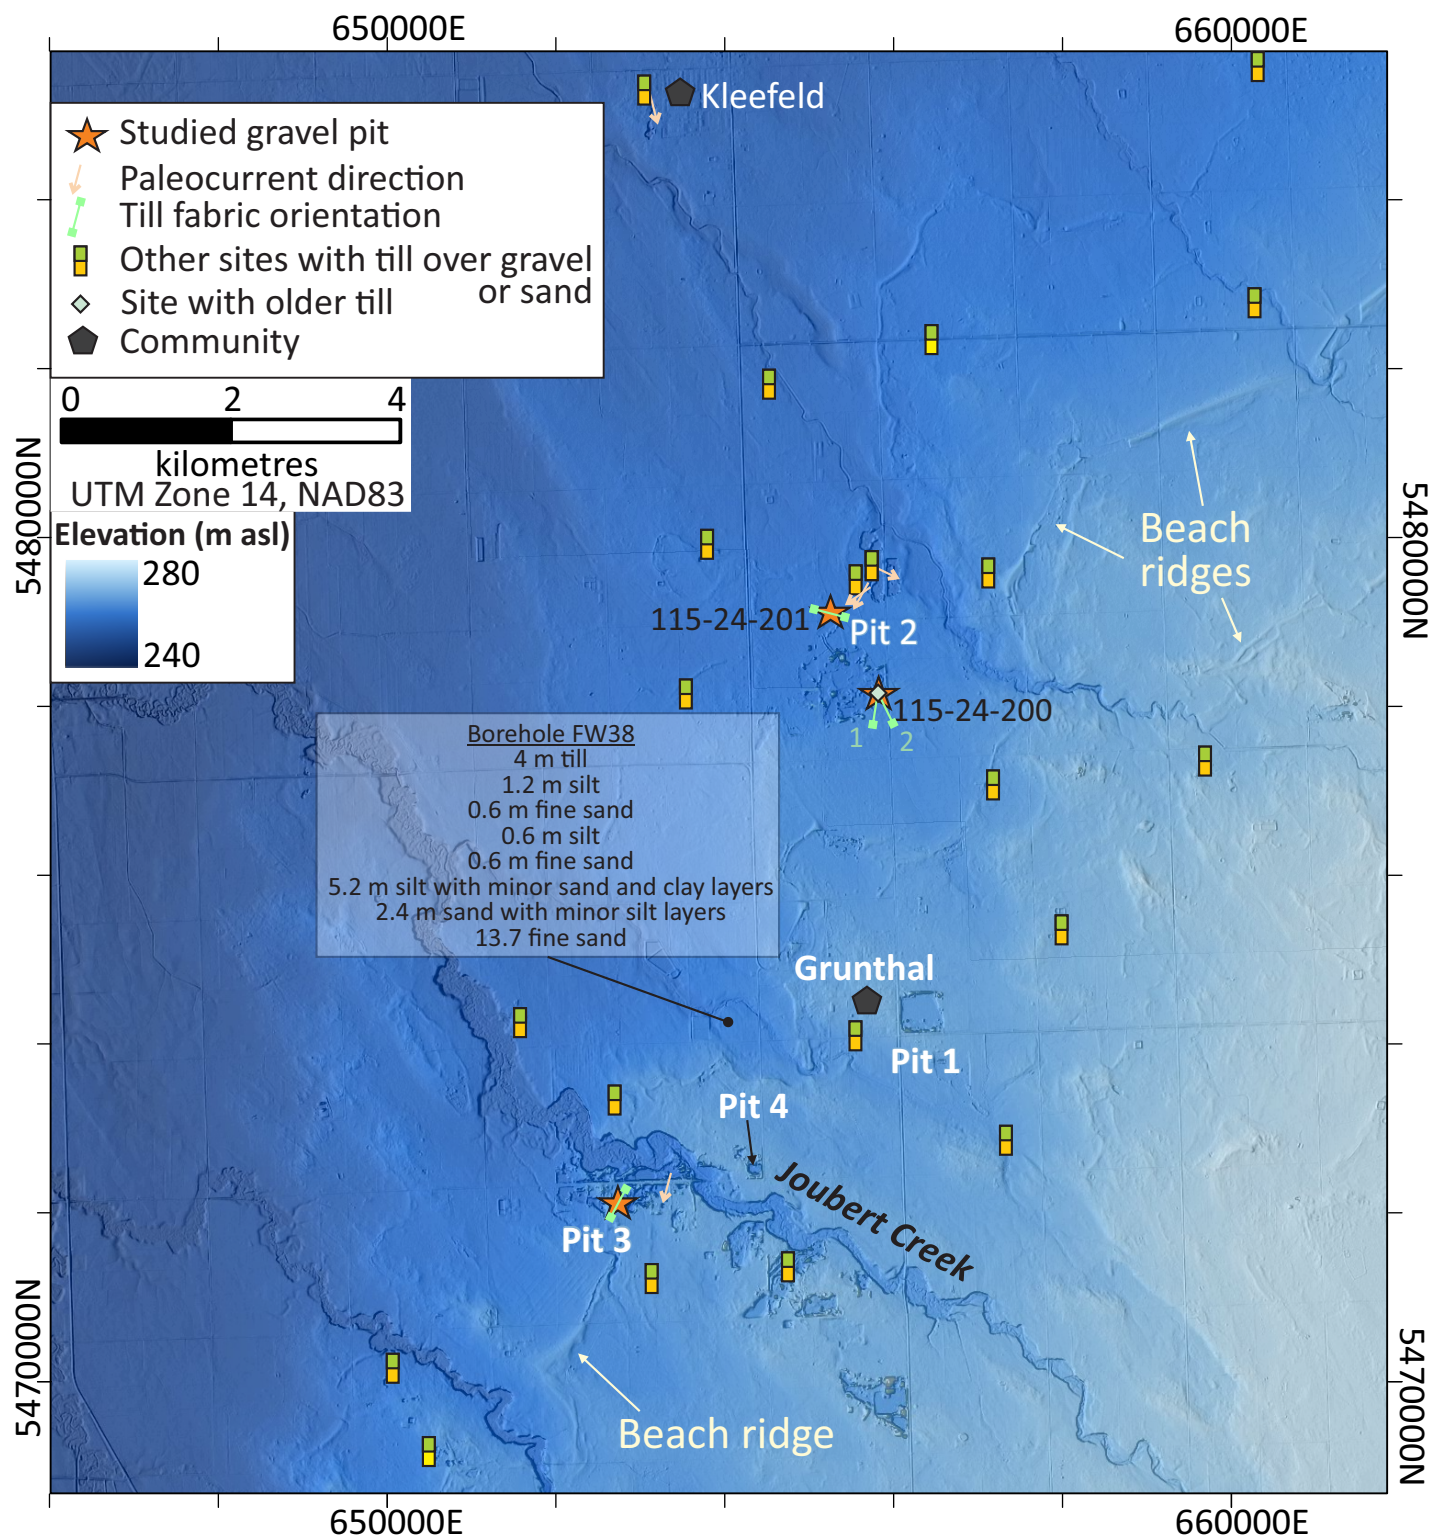 650000E
660000E
Kleefeld
Studied gravel pit
Paleocurrent direction
Till fabric orientation
Other sites with till over gravel
or sand
Site with older till
Community
0 2 4
kilometres
UTM Zone 14, NAD83
Elevation (m asl)
280
240
5480000N
5480000N
Beach
ridges
115-24-201
Pit 2
115-24-200
1 2
Borehole FW38
4 m till
1.2 m silt
0.6 m fine sand
0.6 m silt
0.6 m fine sand
5.2 m silt with minor sand and clay layers
2.4 m sand with minor silt layers
13.7 fine sand
Grunthal
Pit 1
Pit 4
Joubert Creek
Pit 3
5470000N
5470000N
Beach ridge
650000E
660000E